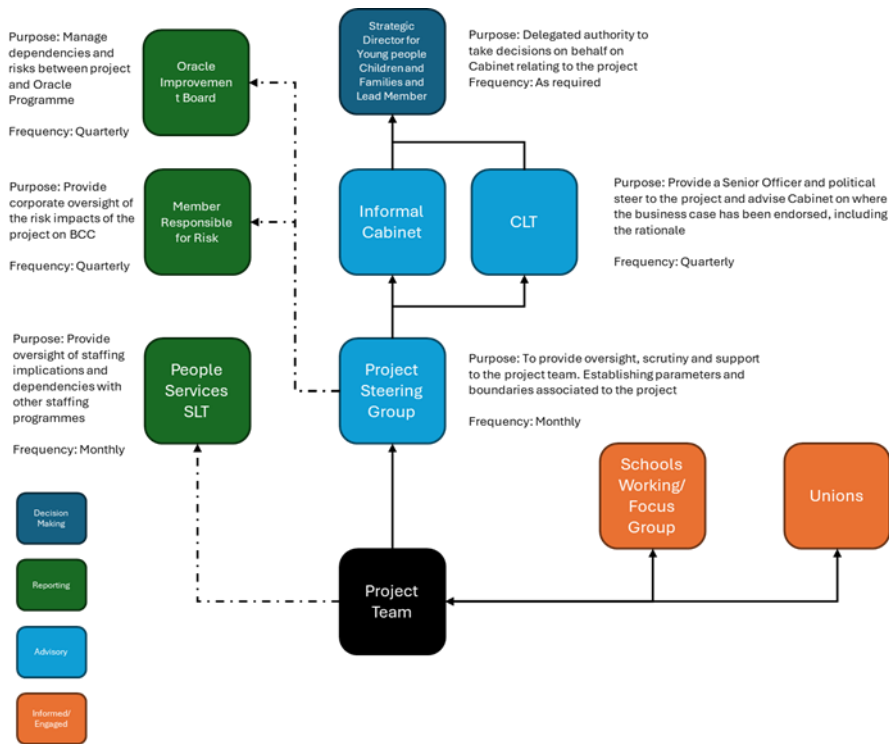 Purpose: Manage
dependencies and
risks between project
and Oracle
Programme
Frequency: Quarterly
Oracle
Improvemen
t Board
Strategic
Director for
Young people
Children and
Families and
Lead Member
Purpose: Delegated authority to
take decisions on behalf on
Cabinet relating to the project
Frequency: As required
Purpose: Provide
corporate oversight of
the risk impacts of the
project on BCC
Frequency: Quarterly
Member
Responsible
for Risk
Informal
Cabinet
CLT
Purpose: Provide a Senior Officer and political
steer to the project and advise Cabinet on where
the business case has been endorsed, including
the rationale
Frequency: Quarterly
Purpose: Provide
oversight of staffing
implications and
dependencies with
other staffing
programmes
Frequency: Monthly
People
Services
SLT
Project
Steering
Group
Purpose: To provide oversight, scrutiny and support
to the project team. Establishing parameters and
boundaries associated to the project
Frequency: Monthly
Schools
Working/
Focus
Group
Unions
Project
Team
Decision
Making
Reporting
Advisory
Informed/
Engaged